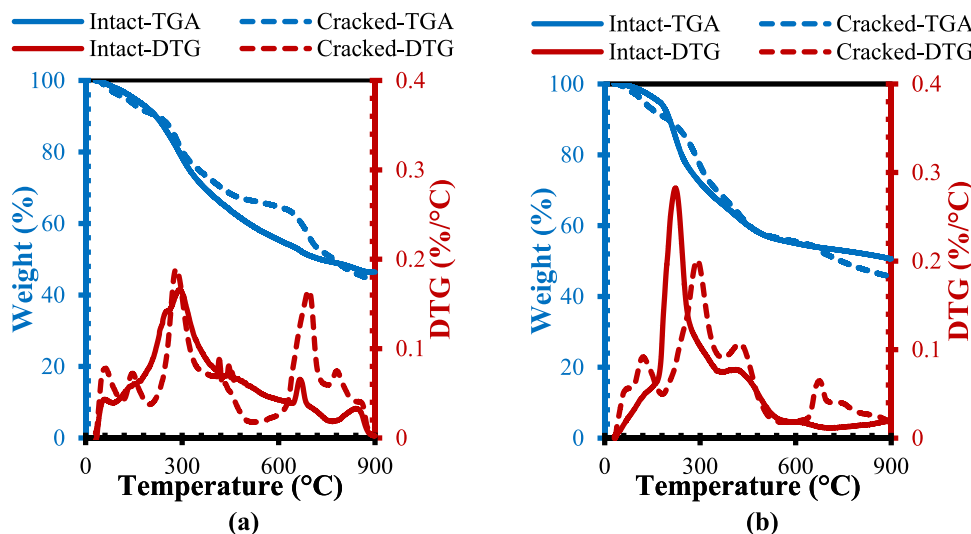 Intact-TGA Cracked-TGA
Intact-DTG Cracked-DTG
100 0.4
80 0.3
60
0.2
40
0.1
20
0 0
0 300 600 900
Weight (%)
DTG (%/°C)
Temperature (°C)
(a)
Intact-TGA Cracked-TGA
Intact-DTG Cracked-DTG
100 0.4
80 0.3
60
0.2
40
0.1
20
0 0
0 300 600 900
Weight (%)
DTG (%/°C)
Temperature (°C)
(b)